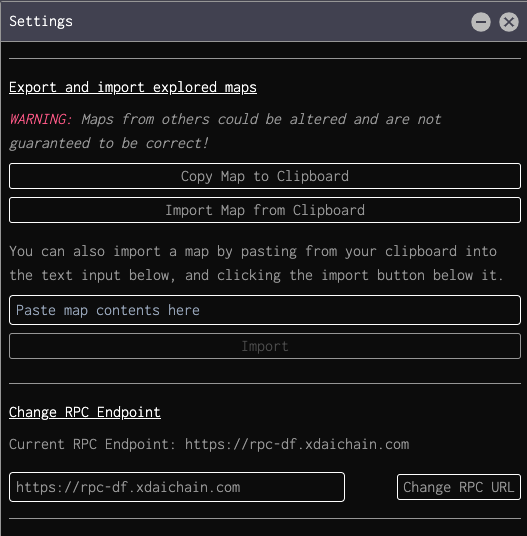 Settings
Export and import explored maps
WARNING: Maps from others could be altered and are not
guaranteed to be correct!
Copy Map to Clipboard
Import Map from Clipboard
You can also import a map by pasting from your clipboard into
the text input below, and clicking the import button below it.
Paste map contents here
Import
Change RPC Endpoint
Current RPC Endpoint: https://rpc-df.xdaichain.com
https://rpc-df.xdaichain.com
Change RPC URL